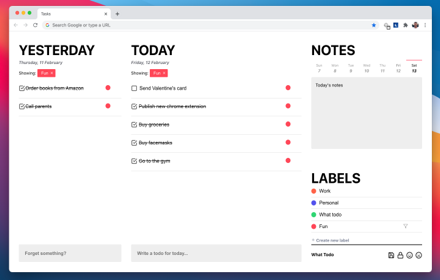 Tasks
Search Google or type a URL
YESTERDAY
Thursday, 11 February
Showing: Fun
Order books from Amazon
Call parents
Forget something?
TODAY
Friday, 12 February
Showing: Fun
Send Valentine's card
Publish new chrome extension
Buy groceries
Buy facemasks
Go to the gym
Write a todo for today...
NOTES
Sun Mon Tue Wed Thu Fri Sat
7 8 9 10 11 12 13
Today's notes
LABELS
Work
Personal
What todo
Fun
+ Create new label
What Todo